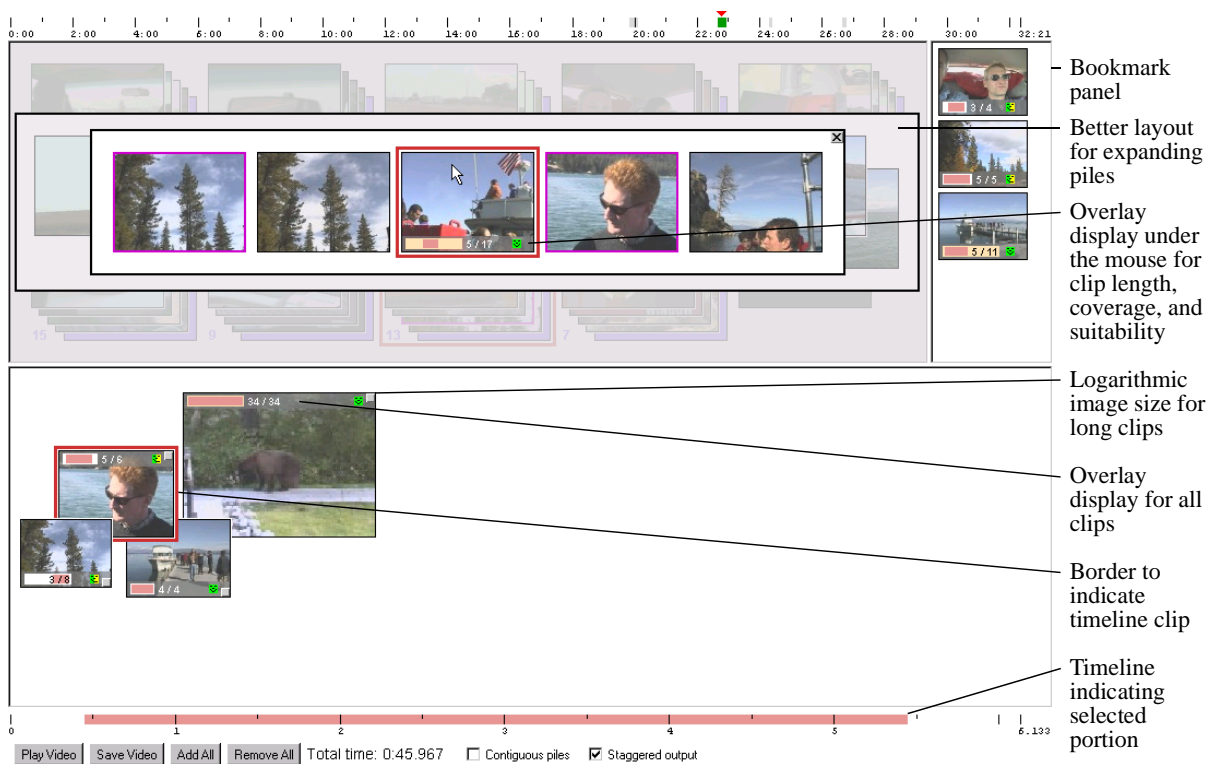 0:00 2:00 4:00 6:00 8:00 10:00 12:00 14:00 16:00 18:00 20:00 22:00 24:00 26:00 28:00 30:00 32:21
Bookmark
panel
3 / 4
Better layout
for expanding
piles
5 / 5
Overlay
display under
the mouse for
clip length,
coverage, and
suitability
5 / 17
5 / 11
15 9 13 7
WINDOW
Logarithmic
image size for
long clips
34 / 34
5 / 6
Overlay
display for all
clips
3 / 8
4 / 4
Border to
indicate
timeline clip
Timeline
indicating
selected
portion
0 1 2 3 4 5 6.133
Play Video Save Video Add All Remove All Total time: 0:45.967 Contiguous piles Staggered output